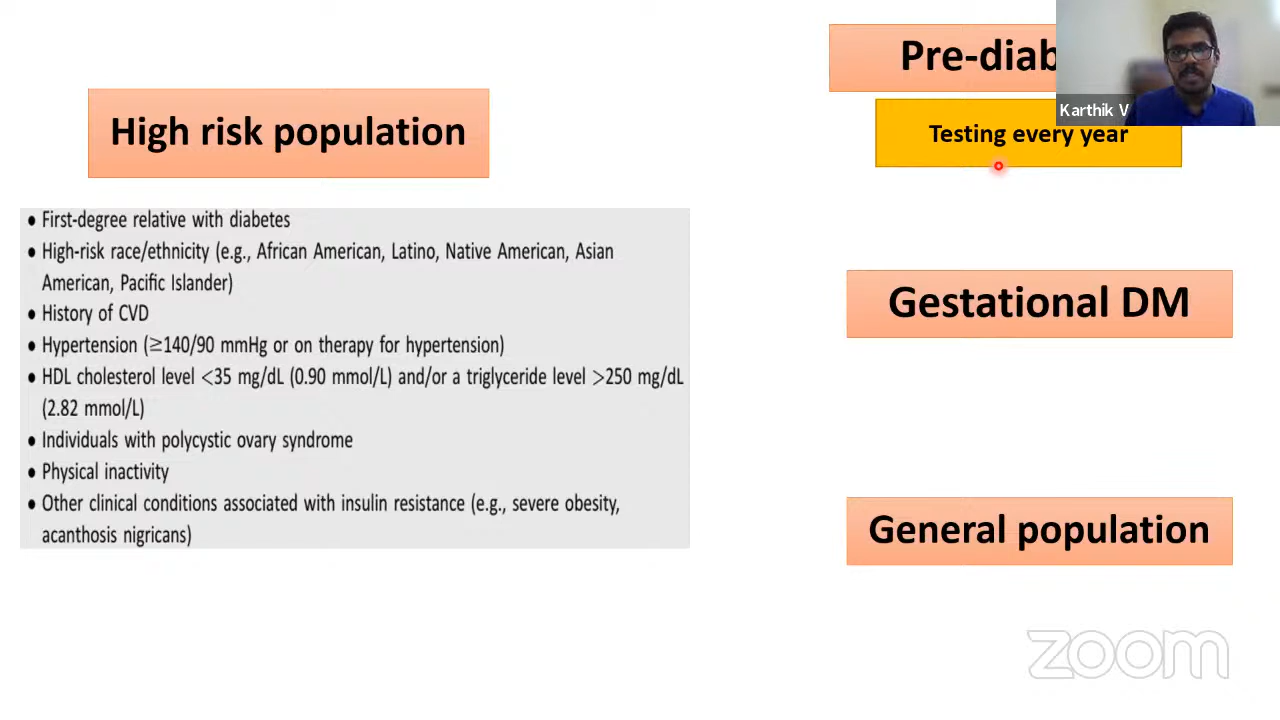 High risk population
• First-degree relative with diabetes
• High-risk race/ethnicity (e.g., African American, Latino, Native American, Asian
American, Pacific Islander)
• History of CVD
• Hypertension (≥140/90 mmHg or on therapy for hypertension)
• HDL cholesterol level <35 mg/dL (0.90 mmol/L) and/or a triglyceride level >250 mg/dL
(2.82 mmol/L)
• Individuals with polycystic ovary syndrome
• Physical inactivity
• Other clinical conditions associated with insulin resistance (e.g., severe obesity,
acanthosis nigricans)
Pre-diab
Karthik V
Testing every year
Gestational DM
General population
zoom